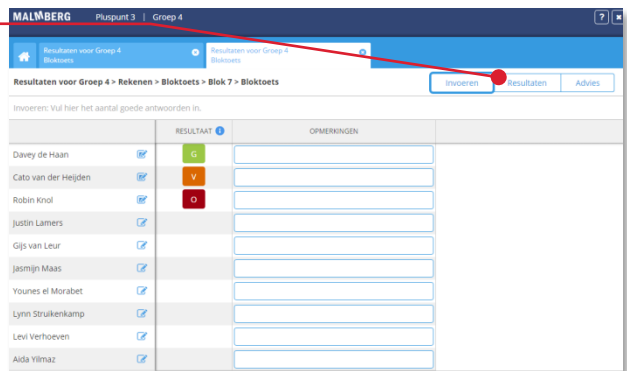 MALMBERG Pluspunt 3 | Groep 4 ?
Resultaten voor Groep 4
Bloktoets
Resultaten voor Groep 4
Bloktoets
Resultaten voor Groep 4 > Rekenen > Bloktoets > Blok 7 > Bloktoets Invoeren Resultaten Advies
Invoeren: Vul hier het aantal goede antwoorden in.
RESULTAAT OPMERKINGEN
Davey de Haan G
Cato van der Heijden V
Robin Knol O
Justin Lamers
Gijs van Leur
Jasmijn Maas
Younes el Morabet
Lynn Struikenkamp
Levi Verhoeven
Aida Yilmaz